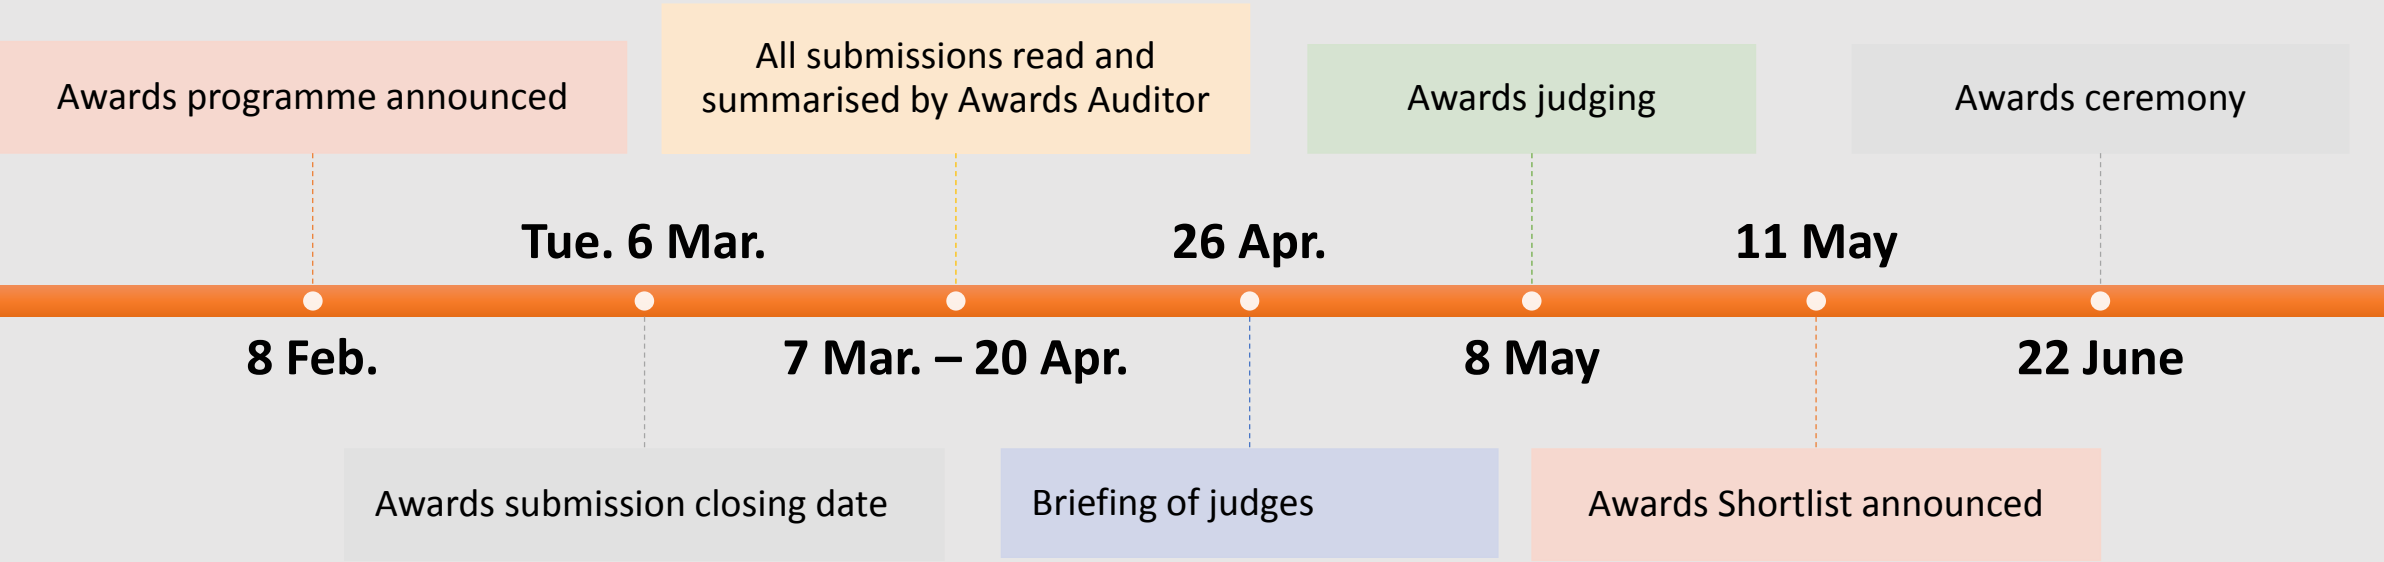 Awards programme announced
All submissions read and
summarised by Awards Auditor
Awards judging
Awards ceremony
Tue. 6 Mar.
26 Apr.
11 May
8 Feb.
7 Mar. – 20 Apr.
8 May
22 June
Awards submission closing date
Briefing of judges
Awards Shortlist announced